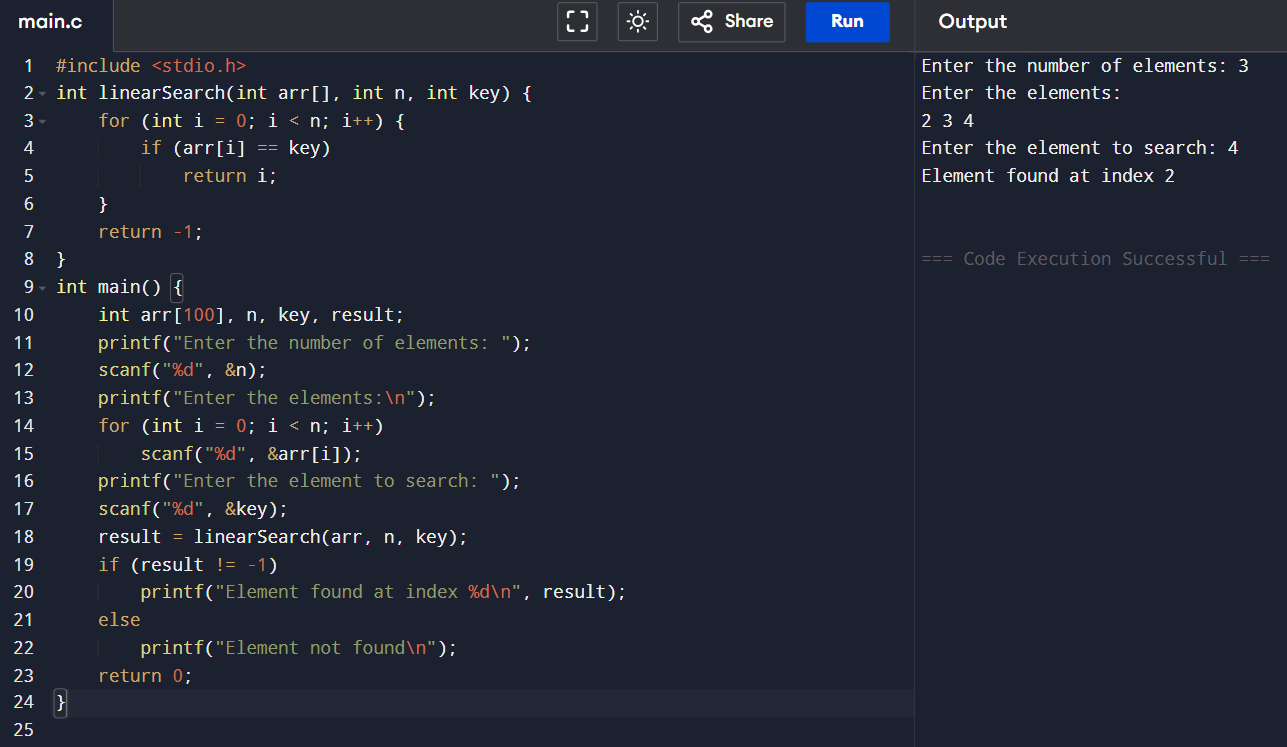 main.c
Share
Run
Output
1 #include <stdio.h>
2 int linearSearch(int arr[], int n, int key) {
3     for (int i = 0; i < n; i++) {
4         if (arr[i] == key)
5             return i;
6     }
7     return -1;
8 }
9 int main() {
10     int arr[100], n, key, result;
11     printf("Enter the number of elements: ");
12     scanf("%d", &n);
13     printf("Enter the elements:\n");
14     for (int i = 0; i < n; i++)
15         scanf("%d", &arr[i]);
16     printf("Enter the element to search: ");
17     scanf("%d", &key);
18     result = linearSearch(arr, n, key);
19     if (result != -1)
20         printf("Element found at index %d\n", result);
21     else
22         printf("Element not found\n");
23     return 0;
24 }
25
Enter the number of elements: 3
Enter the elements:
2 3 4
Enter the element to search: 4
Element found at index 2
=== Code Execution Successful ===